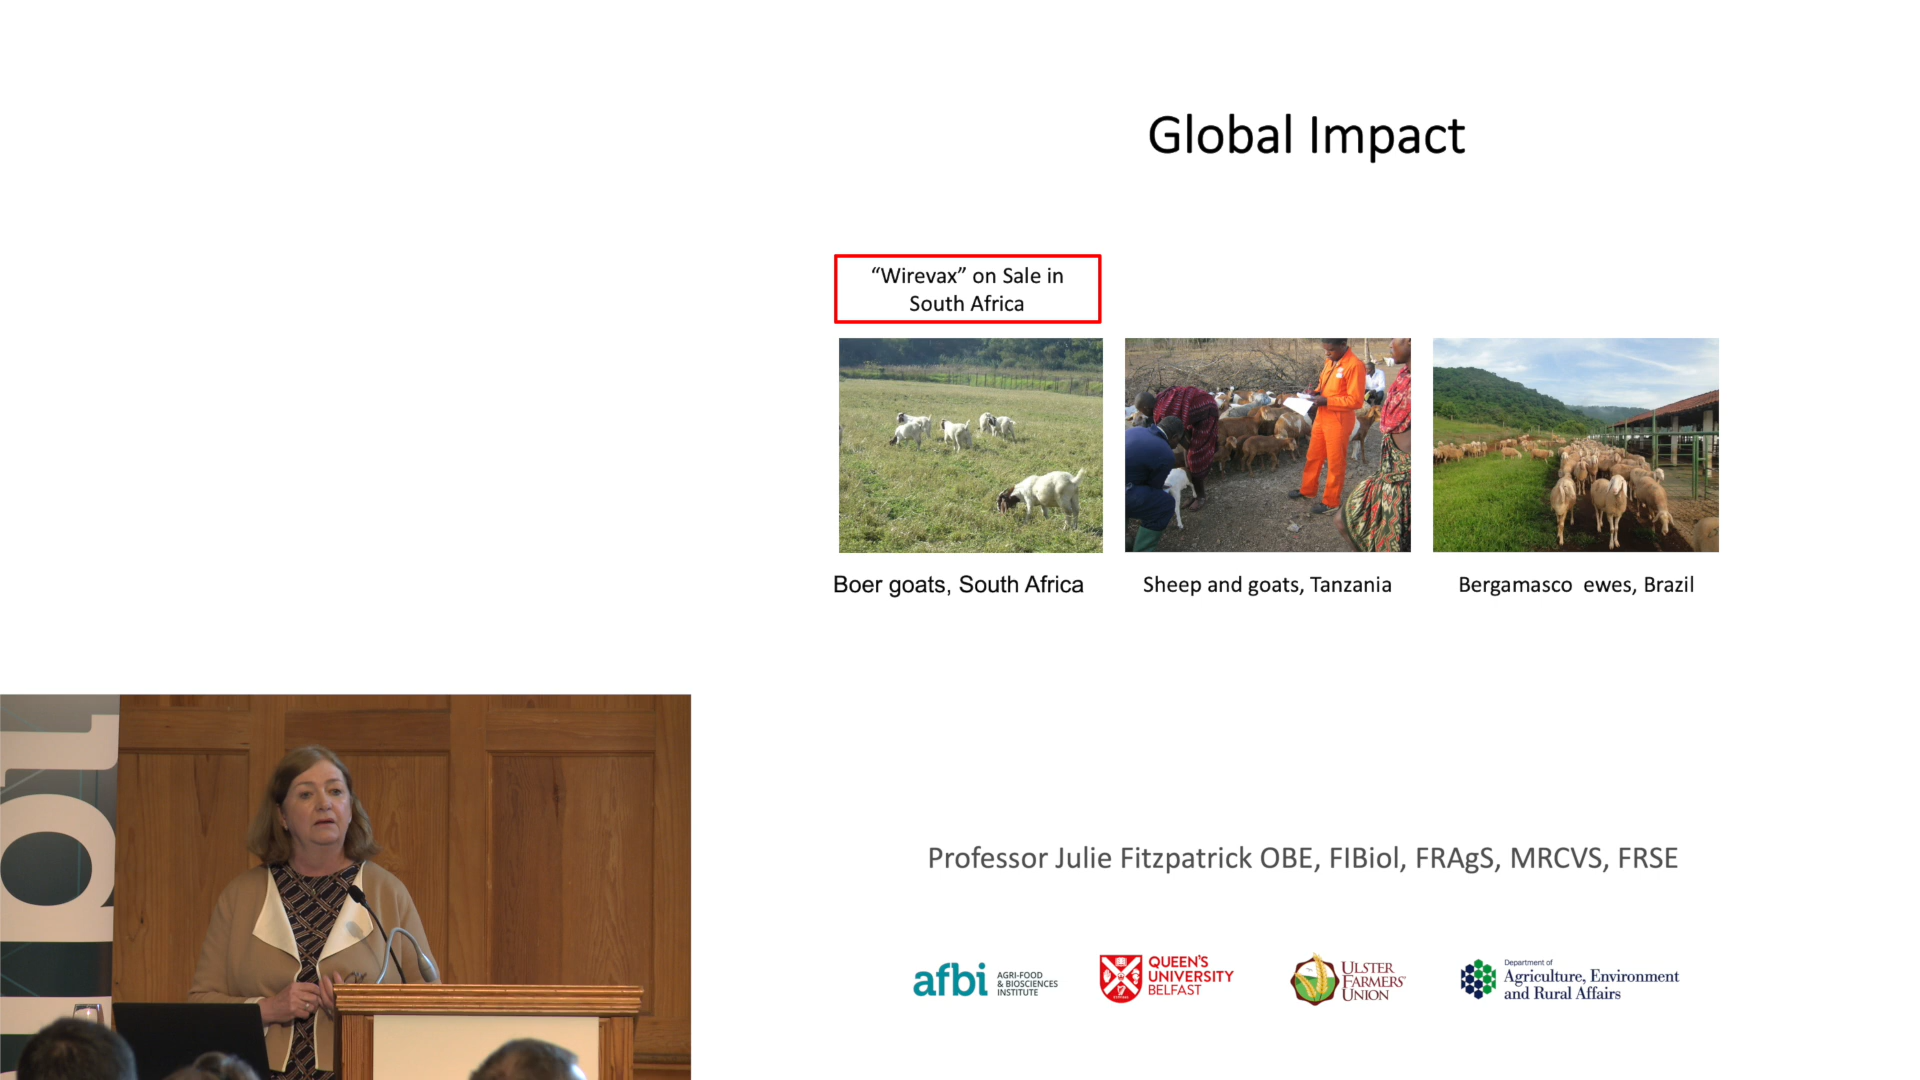 Global Impact
“Wirevax” on Sale in
South Africa
Boer goats, South Africa
Sheep and goats, Tanzania
Bergamasco ewes, Brazil
Professor Julie Fitzpatrick OBE, FIBiol, FRAgS, MRCVS, FRSE
afbi
AGRI-FOOD
& BIOSCIENCES
INSTITUTE
QUEEN'S
UNIVERSITY
BELFAST
ULSTER
FARMERS'
UNION
Department of
Agriculture, Environment
and Rural Affairs